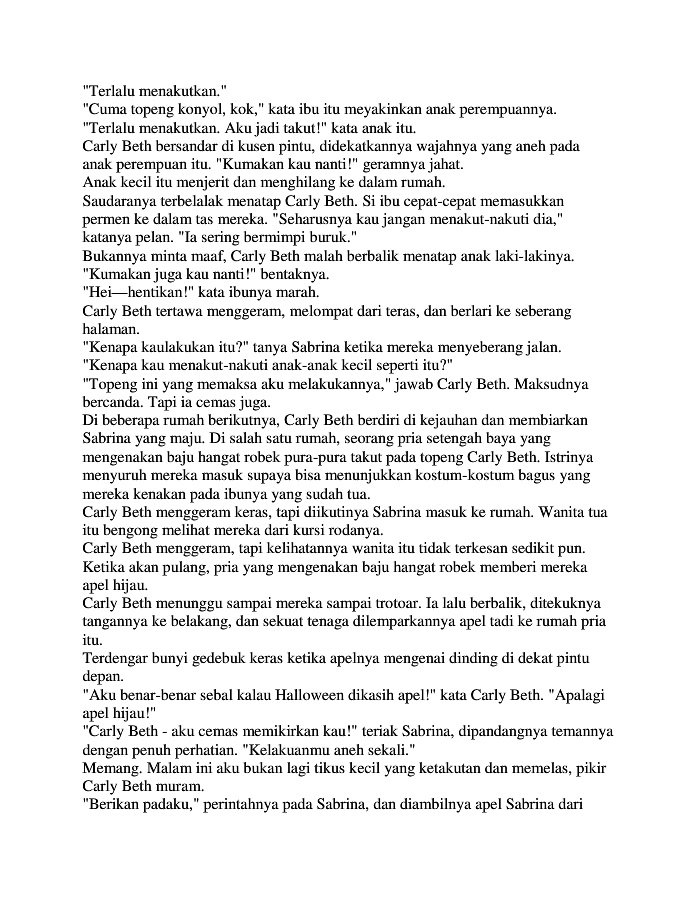 "Terlalu menakutkan."
"Cuma topeng konyol, kok," kata ibu itu meyakinkan anak perempuannya.
"Terlalu menakutkan. Aku jadi takut!" kata anak itu.
Carly Beth bersandar di kusen pintu, didekatkannya wajahnya yang aneh pada
anak perempuan itu. "Kumakan kau nanti!" geramnya jahat.
Anak kecil itu menjerit dan menghilang ke dalam rumah.
Saudaranya terbelalak menatap Carly Beth. Si ibu cepat-cepat memasukkan
permen ke dalam tas mereka. "Seharusnya kau jangan menakut-nakuti dia,"
katanya pelan. "Ia sering bermimpi buruk."
Bukannya minta maaf, Carly Beth malah berbalik menatap anak laki-lakinya.
"Kumakan juga kau nanti!" bentaknya.
"Hei—hentikan!" kata ibunya marah.
Carly Beth tertawa menggeram, melompat dari teras, dan berlari ke seberang
halaman.
"Kenapa kaulakukan itu?" tanya Sabrina ketika mereka menyeberang jalan.
"Kenapa kau menakut-nakuti anak-anak kecil seperti itu?"
"Topeng ini yang memaksa aku melakukannya," jawab Carly Beth. Maksudnya
bercanda. Tapi ia cemas juga.
Di beberapa rumah berikutnya, Carly Beth berdiri di kejauhan dan membiarkan
Sabrina yang maju. Di salah satu rumah, seorang pria setengah baya yang
mengenakan baju hangat robek pura-pura takut pada topeng Carly Beth. Istrinya
menyuruh mereka masuk supaya bisa menunjukkan kostum-kostum bagus yang
mereka kenakan pada ibunya yang sudah tua.
Carly Beth menggeram keras, tapi diikutinya Sabrina masuk ke rumah. Wanita tua
itu bengong melihat mereka dari kursi rodanya.
Carly Beth menggeram, tapi kelihatannya wanita itu tidak terkesan sedikit pun.
Ketika akan pulang, pria yang mengenakan baju hangat robek memberi mereka
apel hijau.
Carly Beth menunggu sampai mereka sampai trotoar. Ia lalu berbalik, ditekuknya
tangannya ke belakang, dan sekuat tenaga dilemparkannya apel tadi ke rumah pria
itu.
Terdengar bunyi gedebuk keras ketika apelnya mengenai dinding di dekat pintu
depan.
"Aku benar-benar sebal kalau Halloween dikasih apel!" kata Carly Beth. "Apalagi
apel hijau!"
"Carly Beth - aku cemas memikirkan kau!" teriak Sabrina, dipandangnya temannya
dengan penuh perhatian. "Kelakuanmu aneh sekali."
Memang. Malam ini aku bukan lagi tikus kecil yang ketakutan dan memelas, pikir
Carly Beth muram.
"Berikan padaku," perintahnya pada Sabrina, dan diambilnya apel Sabrina dari